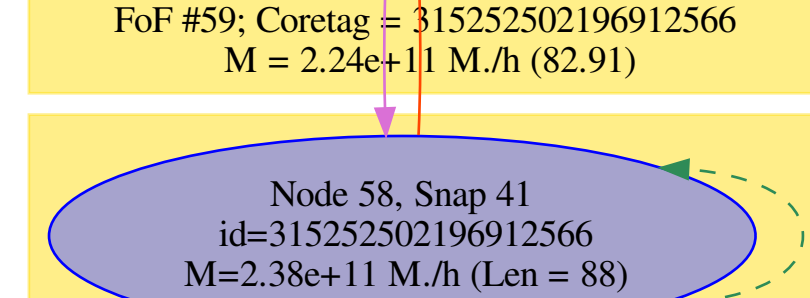 FoF #59; Coretag = 315252502196912566
M = 2.24e+11 M./h (82.91)
Node 58, Snap 41
id=315252502196912566
M=2.38e+11 M./h (Len = 88)